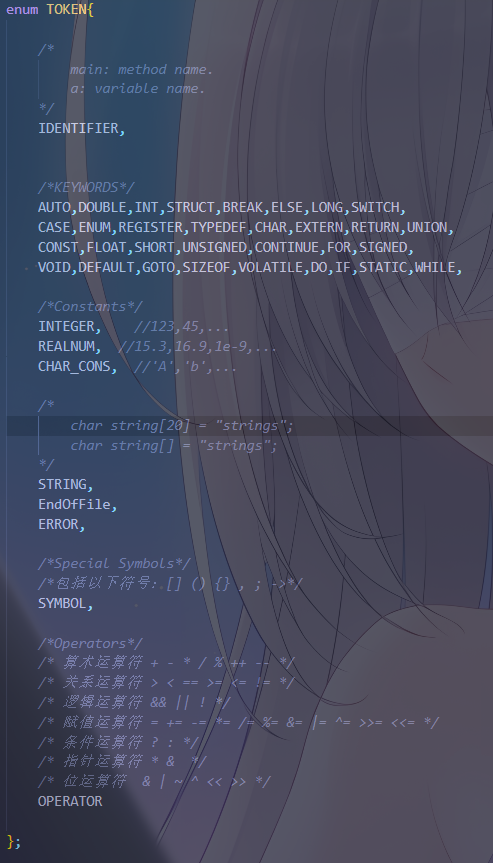 enum TOKEN{
/*
main: method name.
a: variable name.
*/
IDENTIFIER,
/*KEYWORDS*/
AUTO,DOUBLE,INT,STRUCT,BREAK,ELSE,LONG,SWITCH,
CASE,ENUM,REGISTER,TYPEDEF,CHAR,EXTERN,RETURN,UNION,
CONST,FLOAT,SHORT,UNSIGNED,CONTINUE,FOR,SIGNED,
VOID,DEFAULT,GOTO,SIZEOF,VOLATILE,DO,IF,STATIC,WHILE,
/*Constants*/
INTEGER,    //123,45,...
REALNUM,  //15.3,16.9,1e-9,...
CHAR_CONS,  //'A','b',...
/*
char string[20] = "strings";
char string[] = "strings";
*/
STRING,
EndOfFile,
ERROR,
/*Special Symbols*/
/*包括以下符号: [] () {} , ; ->*/
SYMBOL,
/*Operators*/
/* 算术运算符 + - * / % ++ -- */
/* 关系运算符 > < == >= <= != */
/* 逻辑运算符 && || ! */
/* 赋值运算符 = += -= *= /= %= &= |= ^= >>= <<= */
/* 条件运算符 ? : */
/* 指针运算符 * &  */
/* 位运算符  & | ~ ^ << >> */
OPERATOR
};